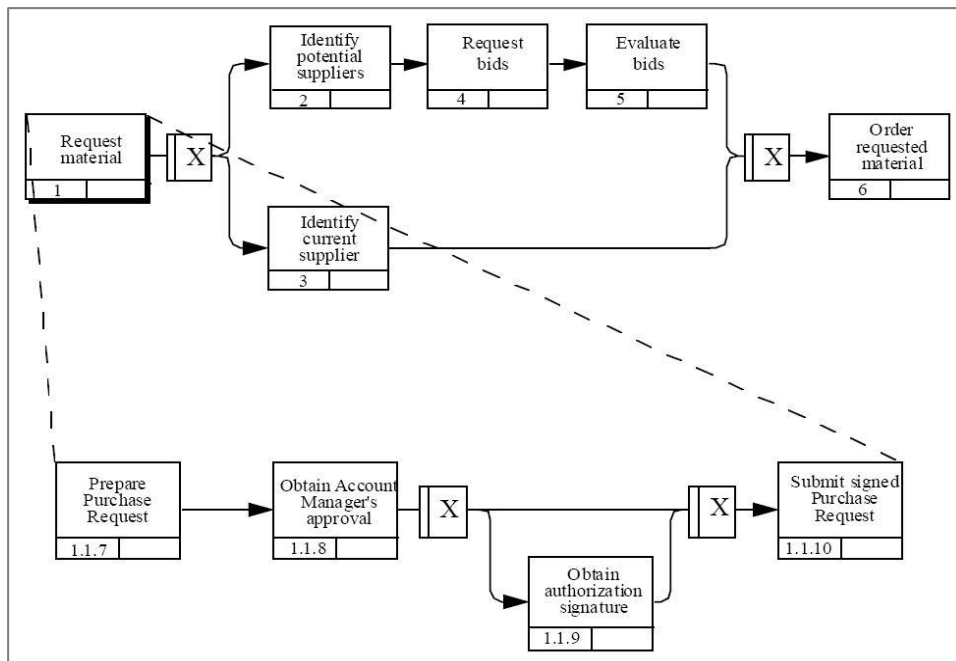 Identify
potential
suppliers
2
Request
bids
4
Evaluate
bids
5
Request
material
1
X
X
Order
requested
material
6
Identify
current
supplier
3
Prepare
Purchase
Request
1.1.7
Obtain Account
Manager's
approval
1.1.8
X
X
Submit signed
Purchase
Request
1.1.10
Obtain
authorization
signature
1.1.9